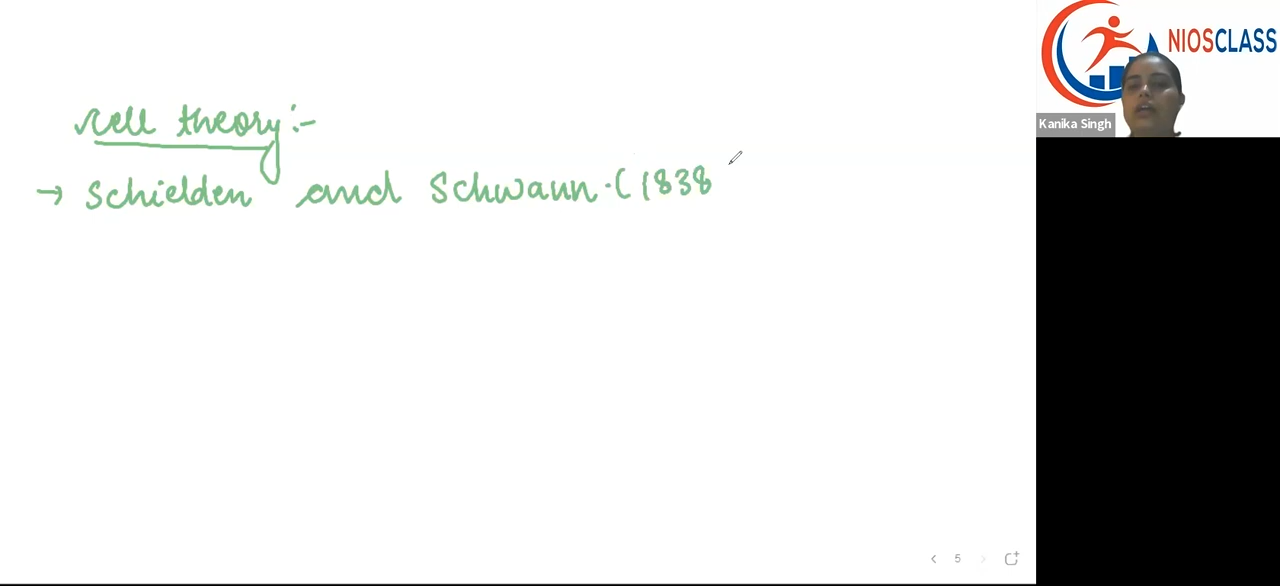 NIOSCLASS
Kanika Singh
cell theory:-
→ Schielden and Schwann.(1838
5